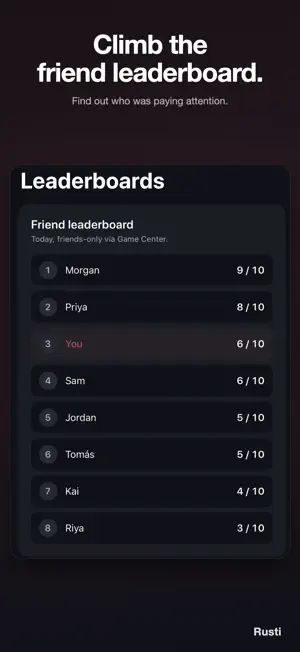 Climb the
friend leaderboard.
Find out who was paying attention.
Leaderboards
Friend leaderboard
Today, friends-only via Game Center.
1 Morgan 9 / 10
2 Priya 8 / 10
3 You 6 / 10
4 Sam 6 / 10
5 Jordan 5 / 10
6 Tomás 5 / 10
7 Kai 4 / 10
8 Riya 3 / 10
Rusti